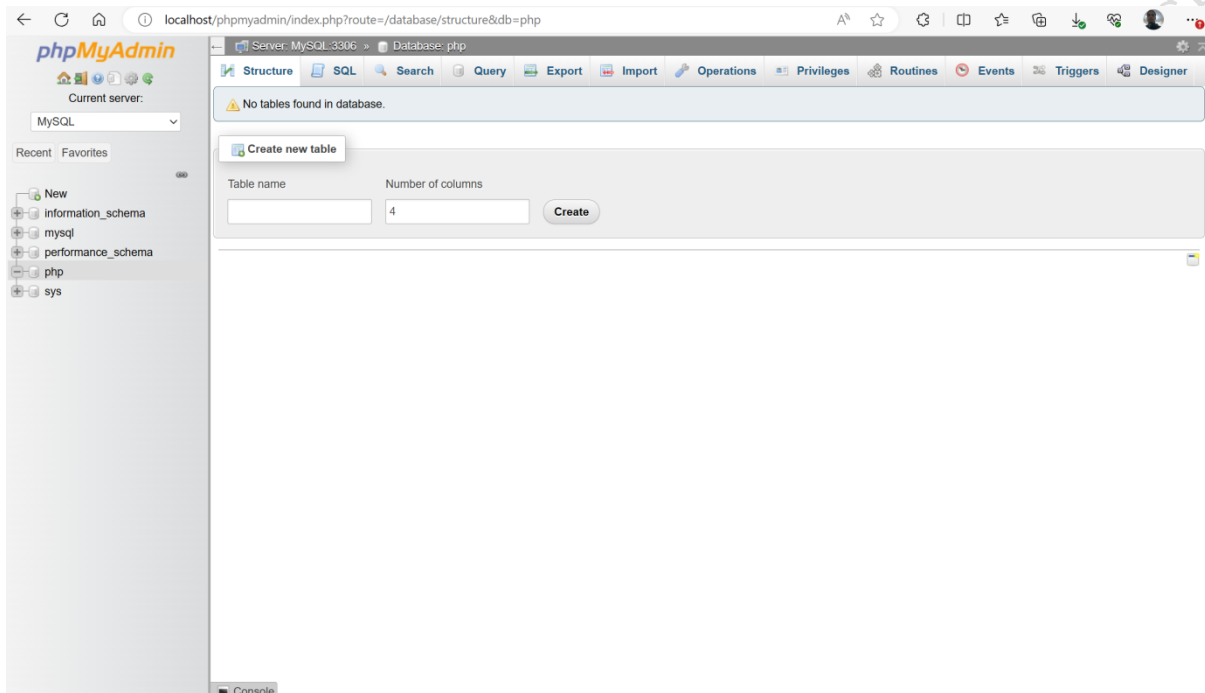 localhost/phpmyadmin/index.php?route=/database/structure&db=php
phpMyAdmin
Current server:
MySQL
Recent Favorites
New
information_schema
mysql
performance_schema
php
sys
Server: MySQL:3306 » Database: php
Structure SQL Search Query Export Import Operations Privileges Routines Events Triggers Designer
No tables found in database.
Create new table
Table name Number of columns
4 Create
Console